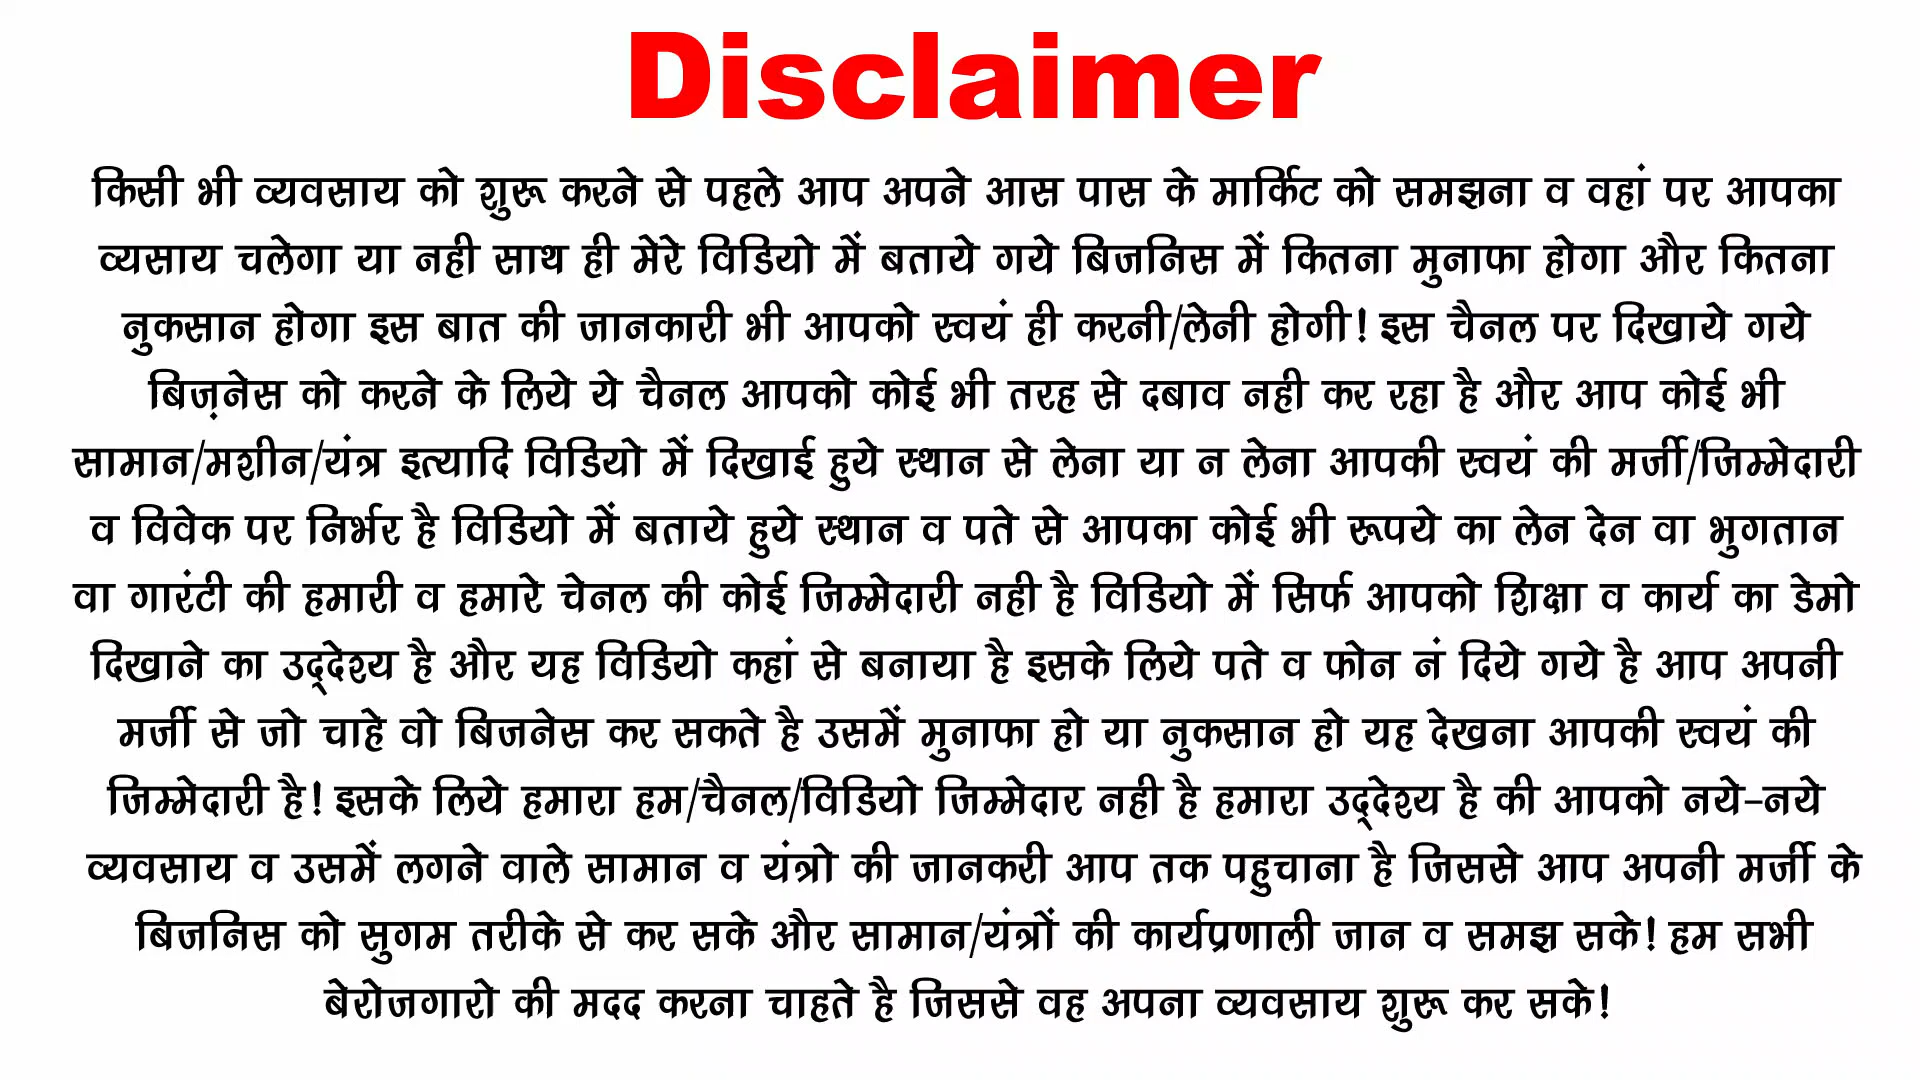 Disclaimer
किसी भी व्यवसाय को शुरू करने से पहले आप अपने आस पास के मार्किट को समझना व वहां पर आपका
व्यसाय चलेगा या नही साथ ही मेरे विडियो में बताये गये बिजनिस में कितना मुनाफा होगा और कितना
नुकसान होगा इस बात की जानकारी भी आपको स्वयं ही करनी/लेनी होगी! इस चैनल पर दिखाये गये
बिज़नेस को करने के लिये ये चैनल आपको कोई भी तरह से दबाव नही कर रहा है और आप कोई भी
सामान/मशीन/यंत्र इत्यादि विडियो में दिखाई हुये स्थान से लेना या न लेना आपकी स्वयं की मर्जी/जिम्मेदारी
व विवेक पर निर्भर है विडियो में बताये हुये स्थान व पते से आपका कोई भी रूपये का लेन देन वा भुगतान
वा गारंटी की हमारी व हमारे चेनल की कोई जिम्मेदारी नही है विडियो में सिर्फ आपको शिक्षा व कार्य का डेमो
दिखाने का उद्देश्य है और यह विडियो कहां से बनाया है इसके लिये पते व फोन नं दिये गये है आप अपनी
मर्जी से जो चाहे वो बिजनेस कर सकते है उसमें मुनाफा हो या नुकसान हो यह देखना आपकी स्वयं की
जिम्मेदारी है! इसके लिये हमारा हम/चैनल/विडियो जिम्मेदार नही है हमारा उद्देश्य है की आपको नये-नये
व्यवसाय व उसमें लगने वाले सामान व यंत्रो की जानकरी आप तक पहुचाना है जिससे आप अपनी मर्जी के
बिजनिस को सुगम तरीके से कर सके और सामान/यंत्रों की कार्यप्रणाली जान व समझ सके! हम सभी
बेरोजगारो की मदद करना चाहते है जिससे वह अपना व्यवसाय शुरू कर सके!